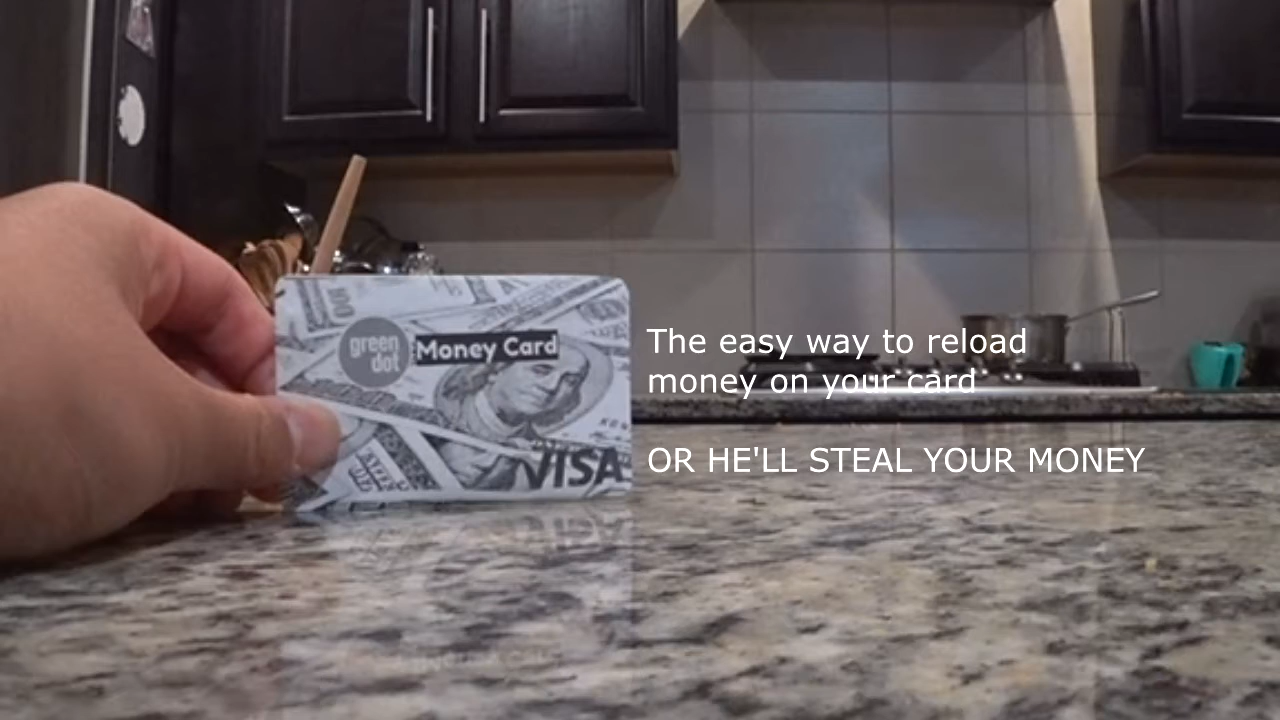 green
dot
Money Card
VISA
The easy way to reload
money on your card
OR HE'LL STEAL YOUR MONEY